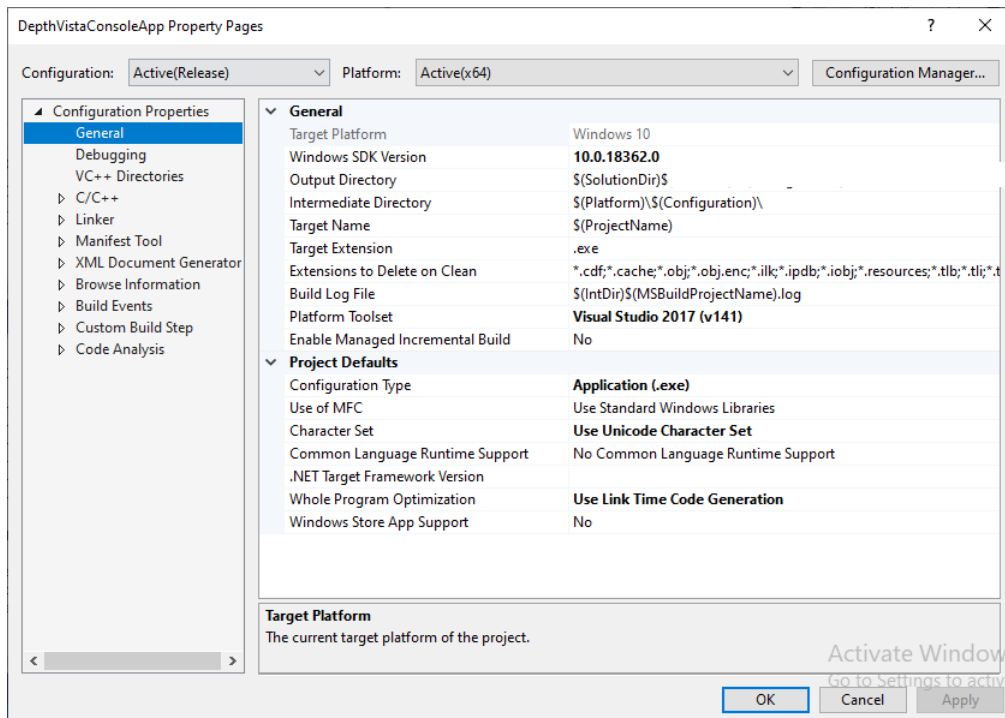 DepthVistaConsoleApp Property Pages
Configuration: Active(Release) Platform: Active(x64) Configuration Manager...
Configuration Properties
General
Debugging
VC++ Directories
C/C++
Linker
Manifest Tool
XML Document Generator
Browse Information
Build Events
Custom Build Step
Code Analysis
General
Target Platform Windows 10
Windows SDK Version 10.0.18362.0
Output Directory $(SolutionDir)$
Intermediate Directory $(Platform)\$(Configuration)\
Target Name $(ProjectName)
Target Extension .exe
Extensions to Delete on Clean *.cdf;*.cache;*.obj;*.obj.enc;*.ilk;*.ipdb;*.iobj;*.resources;*.tlb;*.tli;*.t
Build Log File $(IntDir)$(MSBuildProjectName).log
Platform Toolset Visual Studio 2017 (v141)
Enable Managed Incremental Build No
Project Defaults
Configuration Type Application (.exe)
Use of MFC Use Standard Windows Libraries
Character Set Use Unicode Character Set
Common Language Runtime Support No Common Language Runtime Support
.NET Target Framework Version
Whole Program Optimization Use Link Time Code Generation
Windows Store App Support No
Target Platform
The current target platform of the project.
Activate Window
Go to Settings to activ
OK Cancel Apply